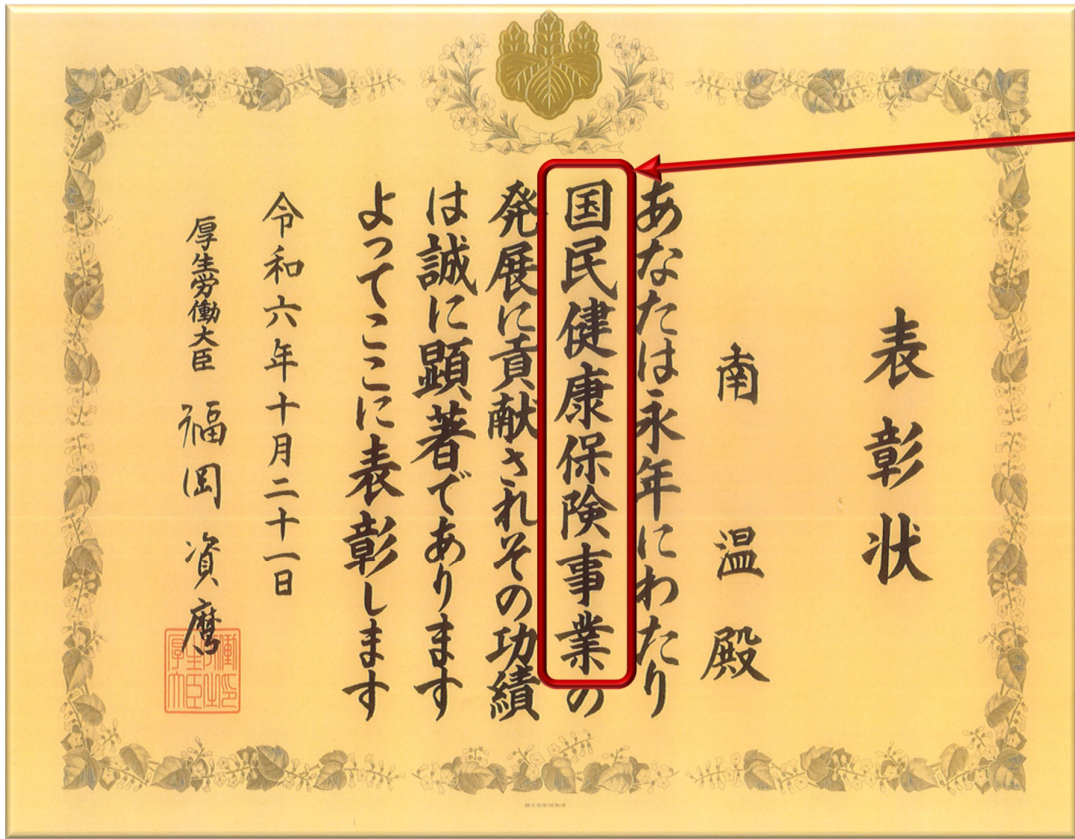 表彰状
南 温 殿
あなたは永年にわたり
国民健康保険事業の
発展に貢献されその功績
は誠に顕著であります
よってここに表彰します
令和六年十月二十一日
厚生労働大臣 福岡資麿